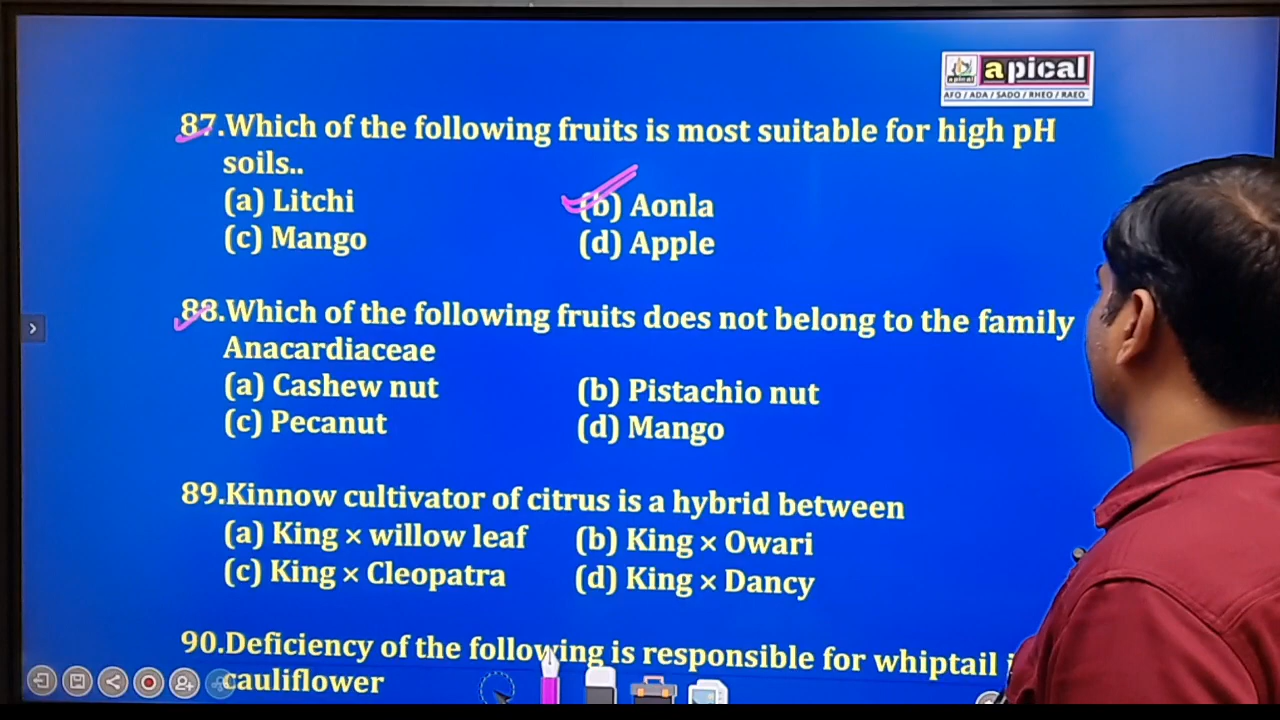 apical
AFO / ADA / SADO / RHEO / RAEO
87.Which of the following fruits is most suitable for high pH
soils..
(a) Litchi (b) Aonla
(c) Mango (d) Apple
88.Which of the following fruits does not belong to the family
Anacardiaceae
(a) Cashew nut (b) Pistachio nut
(c) Pecanut (d) Mango
89.Kinnow cultivator of citrus is a hybrid between
(a) King × willow leaf (b) King × Owari
(c) King × Cleopatra (d) King × Dancy
90.Deficiency of the following is responsible for whiptail
cauliflower